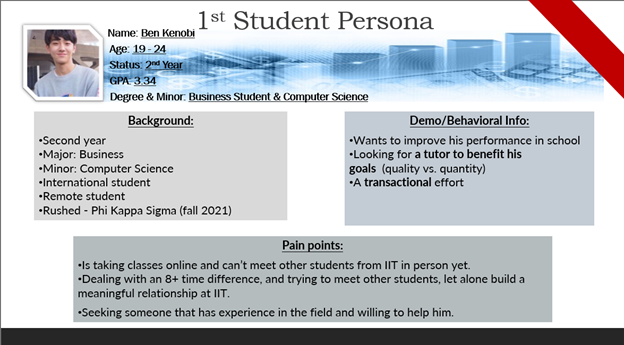 1st Student Persona
Name: Ben Kenobi
Age: 19 - 24
Status: 2nd Year
GPA: 3.34
Degree & Minor: Business Student & Computer Science
Background:
•Second year
•Major: Business
•Minor: Computer Science
•International student
•Remote student
•Rushed - Phi Kappa Sigma (fall 2021)
Demo/Behavioral Info:
•Wants to improve his performance in school
•Looking for a tutor to benefit his
goals (quality vs. quantity)
•A transactional effort
Pain points:
•Is taking classes online and can't meet other students from IIT in person yet.
•Dealing with an 8+ time difference, and trying to meet other students, let alone build a
meaningful relationship at IIT.
•Seeking someone that has experience in the field and willing to help him.